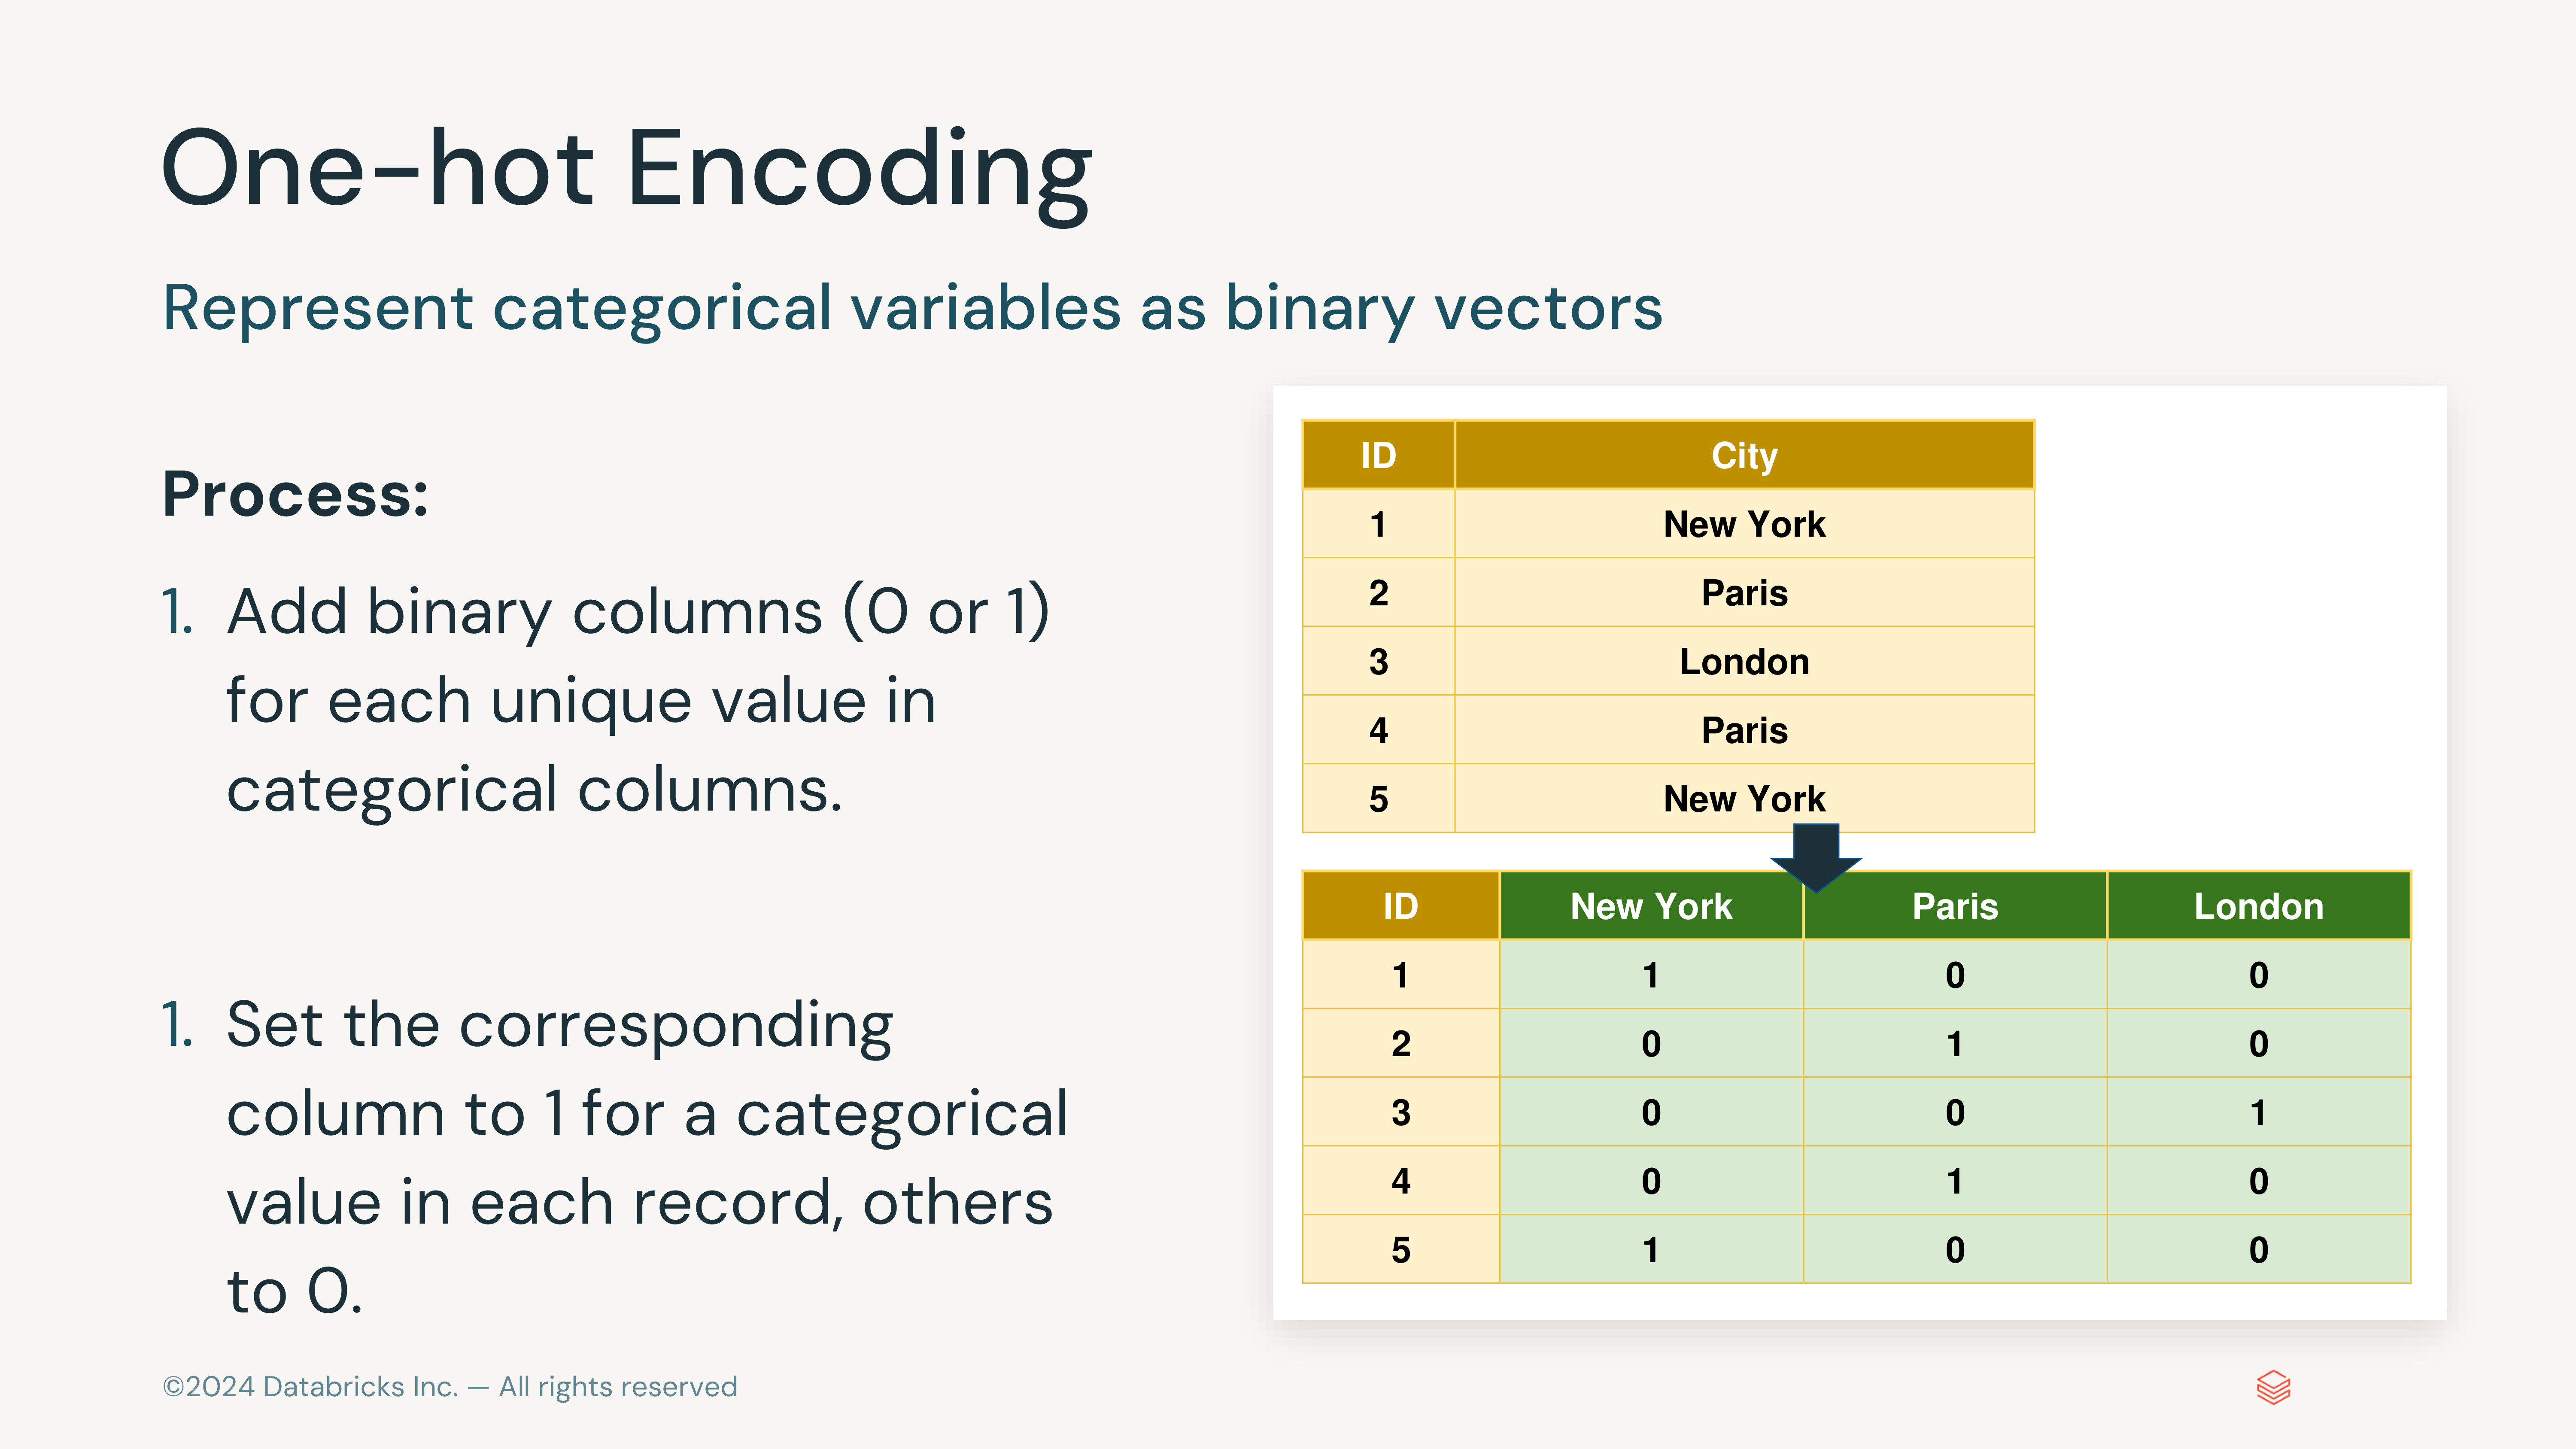 One-hot Encoding
Represent categorical variables as binary vectors
Process:
1. Add binary columns (0 or 1)
for each unique value in
categorical columns.
1. Set the corresponding
column to 1 for a categorical
value in each record, others
to 0.
ID City
1 New York
2 Paris
3 London
4 Paris
5 New York
ID New York Paris London
1 1 0 0
2 0 1 0
3 0 0 1
4 0 1 0
5 1 0 0
©2024 Databricks Inc. — All rights reserved